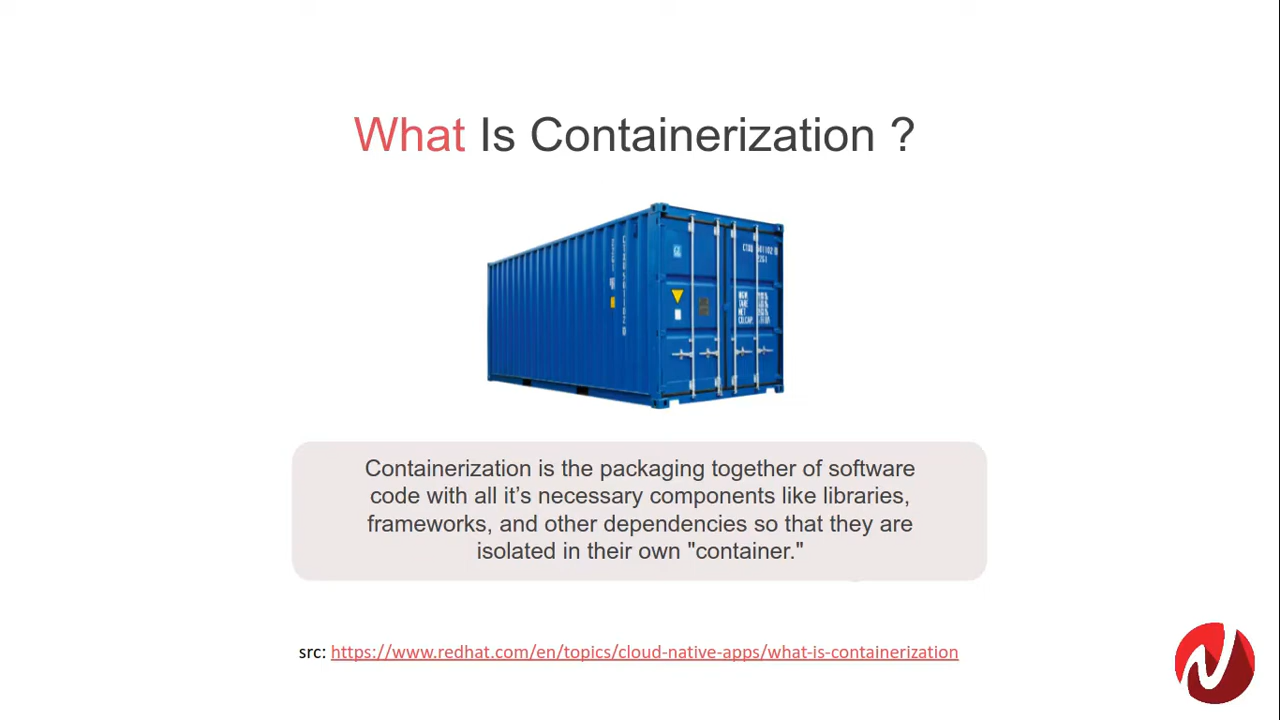 What Is Containerization ?
Containerization is the packaging together of software
code with all it’s necessary components like libraries,
frameworks, and other dependencies so that they are
isolated in their own "container."
src: https://www.redhat.com/en/topics/cloud-native-apps/what-is-containerization